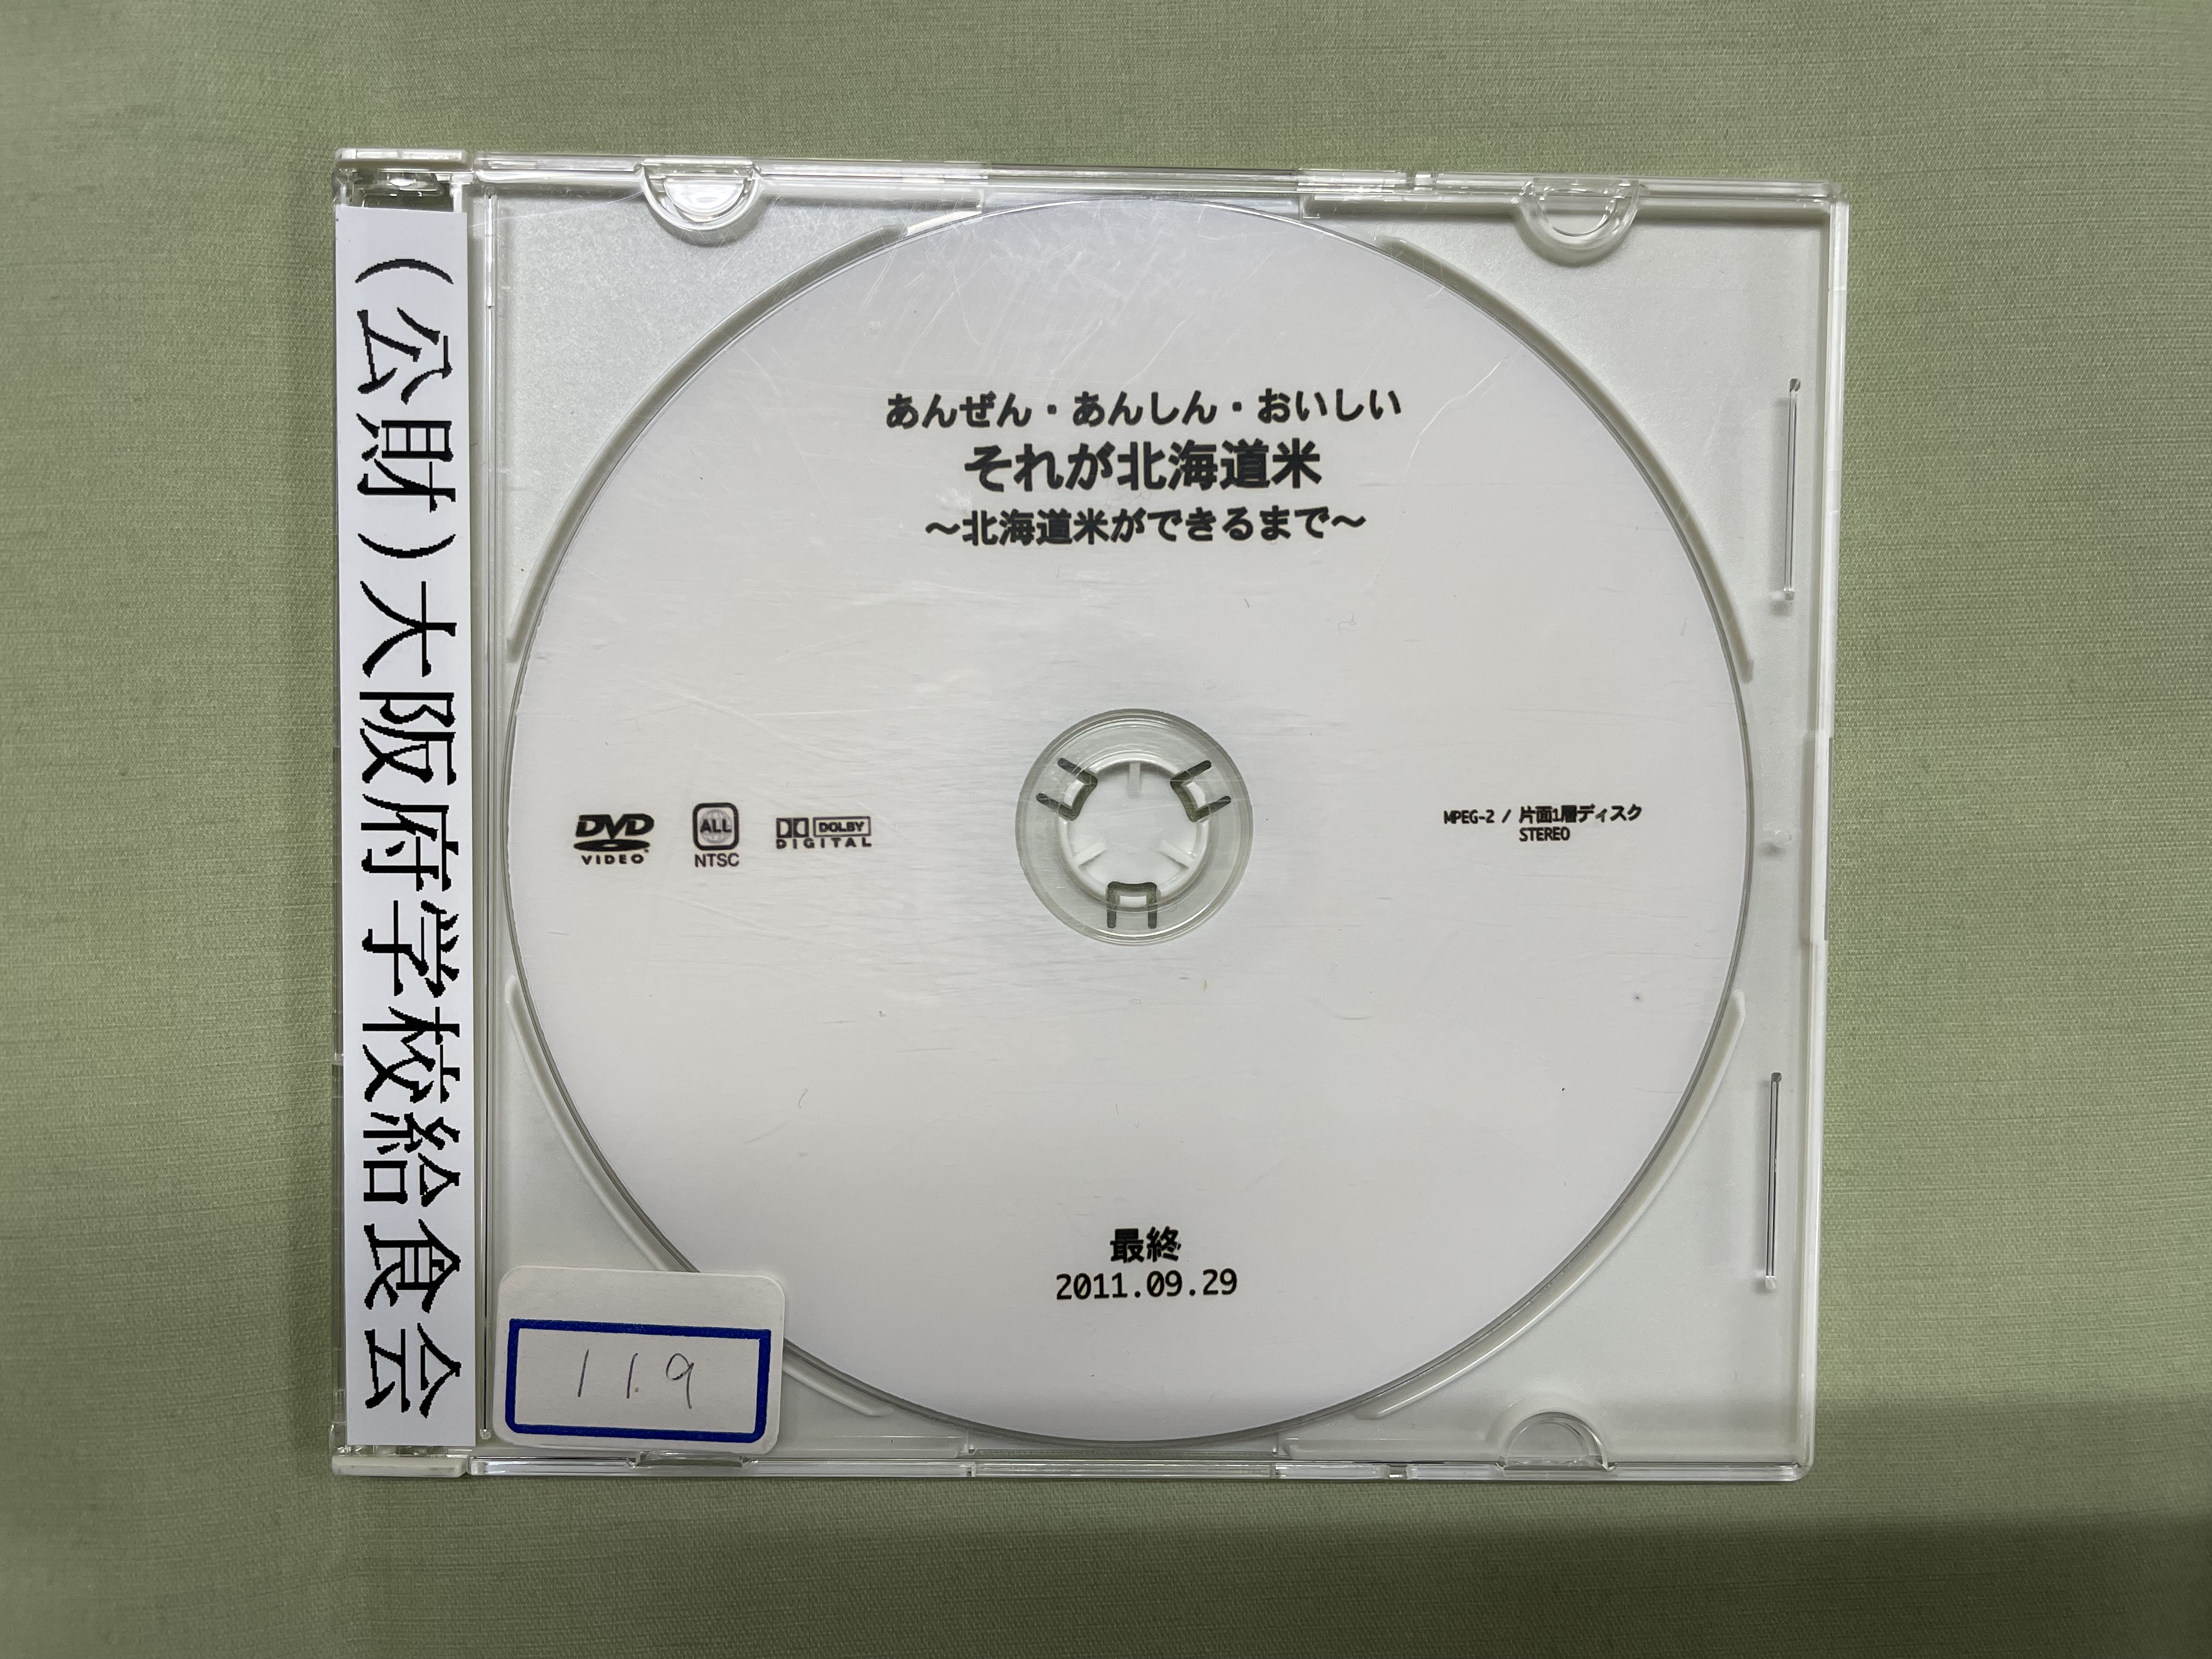 (公財)大阪府学校給食会
あんぜん・あんしん・おいしい
それが北海道米
～北海道米ができるまで～
DVD
VIDEO
ALL
NTSC
DOLBY
DIGITAL
MPEG-2 / 片面1層ディスク
STEREO
最終
2011.09.29
119